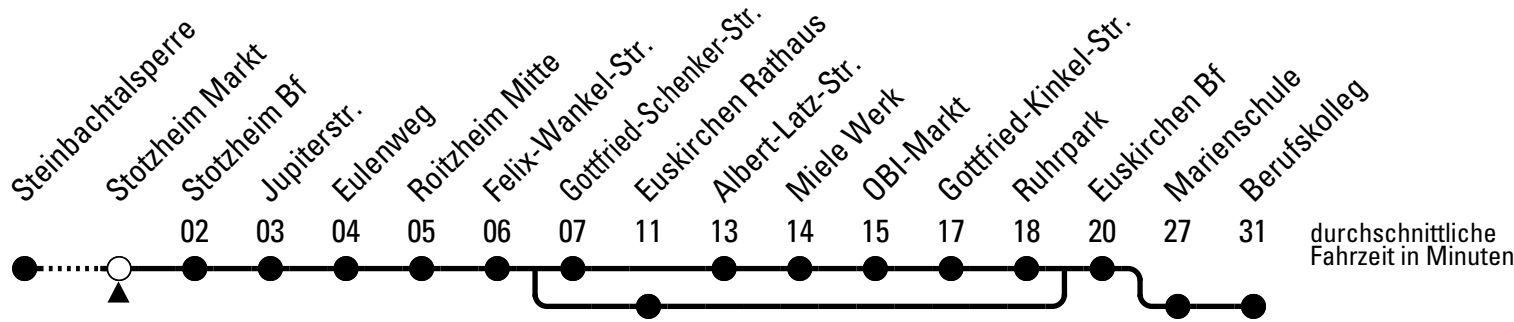 Steinbachtalsperre
Stotzheim Markt
Stotzheim Bf
Jupiterstr.
Eulenweg
Roitzheim Mitte
Felix-Wankel-Str.
Gottfried-Schenker-Str.
Euskirchen Rathaus
Albert-Latz-Str.
Miele Werk
OBI-Markt
Gottfried-Kinkel-Str.
Ruhrpark
Euskirchen Bf
Marienschule
Berufskolleg
02 03 04 05 06 07 11 13 14 15 17 18 20 27 31
durchschnittliche
Fahrzeit in Minuten